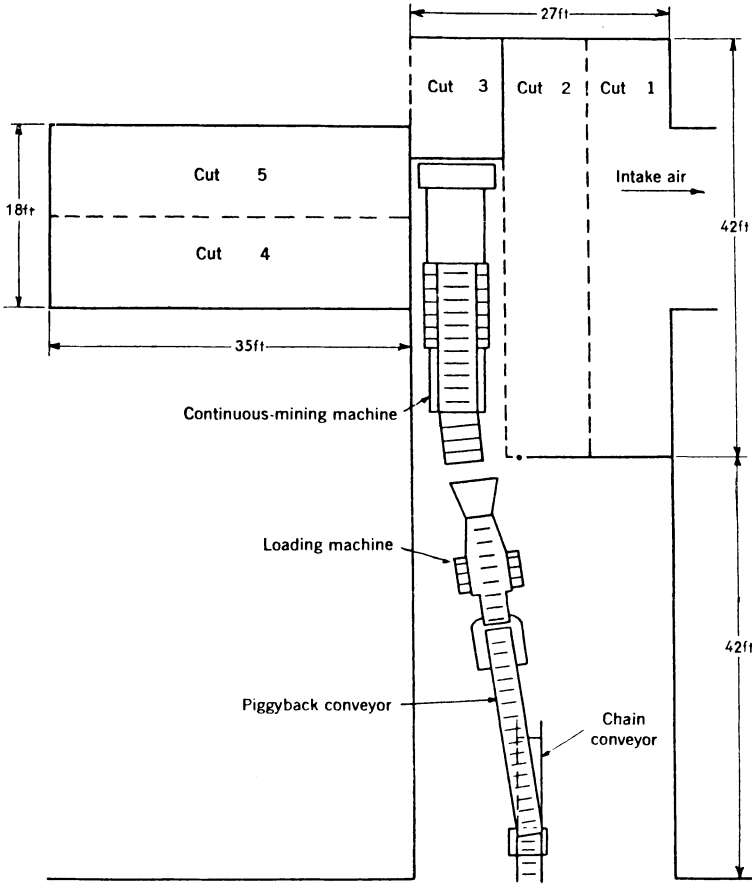 27ft
Cut 3
Cut 2
Cut 1
Cut 5
Intake air
18ft
42ft
Cut 4
35ft
Continuous-mining machine
Loading machine
42ft
Piggyback conveyor
Chain
conveyor